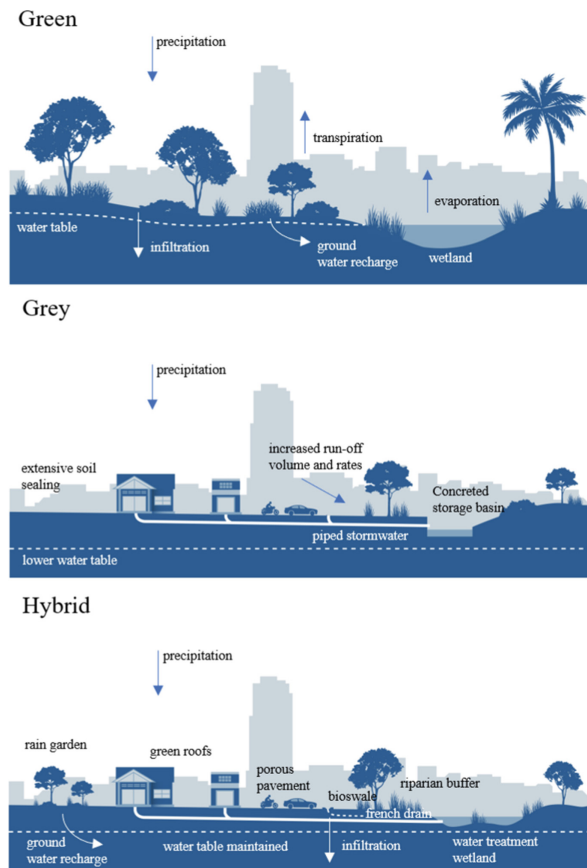 Green
precipitation
transpiration
evaporation
water table
infiltration
ground
water recharge
wetland
Grey
precipitation
increased run-off
volume and rates
extensive soil
sealing
Concreted
storage basin
piped stormwater
lower water table
Hybrid
precipitation
rain garden
green roofs
porous
pavement
bioswale
riparian buffer
french drain
ground
water recharge
water table maintained
infiltration
water treatment
wetland